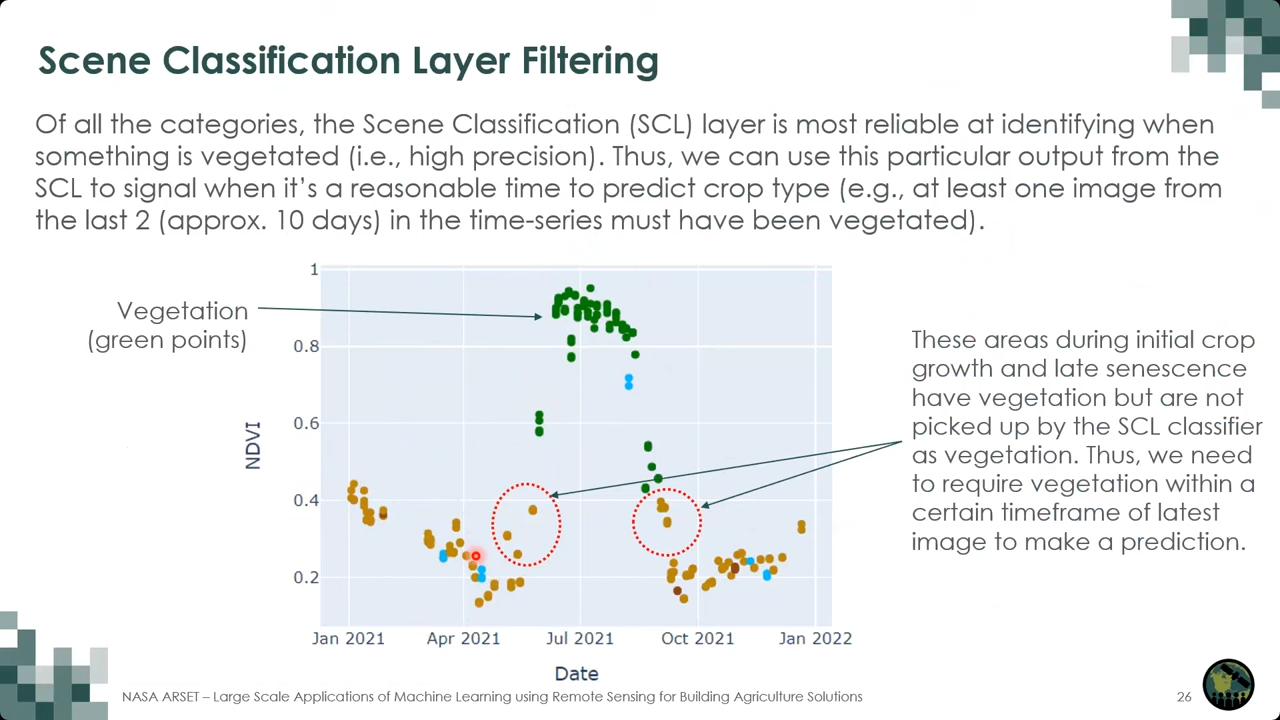 Scene Classification Layer Filtering
Of all the categories, the Scene Classification (SCL) layer is most reliable at identifying when
something is vegetated (i.e., high precision). Thus, we can use this particular output from the
SCL to signal when it’s a reasonable time to predict crop type (e.g., at least one image from
the last 2 (approx. 10 days) in the time-series must have been vegetated).
Vegetation
(green points)
1
0.8
0.6
0.4
0.2
NDVI
Jan 2021
Apr 2021
Jul 2021
Oct 2021
Jan 2022
Date
These areas during initial crop
growth and late senescence
have vegetation but are not
picked up by the SCL classifier
as vegetation. Thus, we need
to require vegetation within a
certain timeframe of latest
image to make a prediction.
NASA ARSET – Large Scale Applications of Machine Learning using Remote Sensing for Building Agriculture Solutions
26